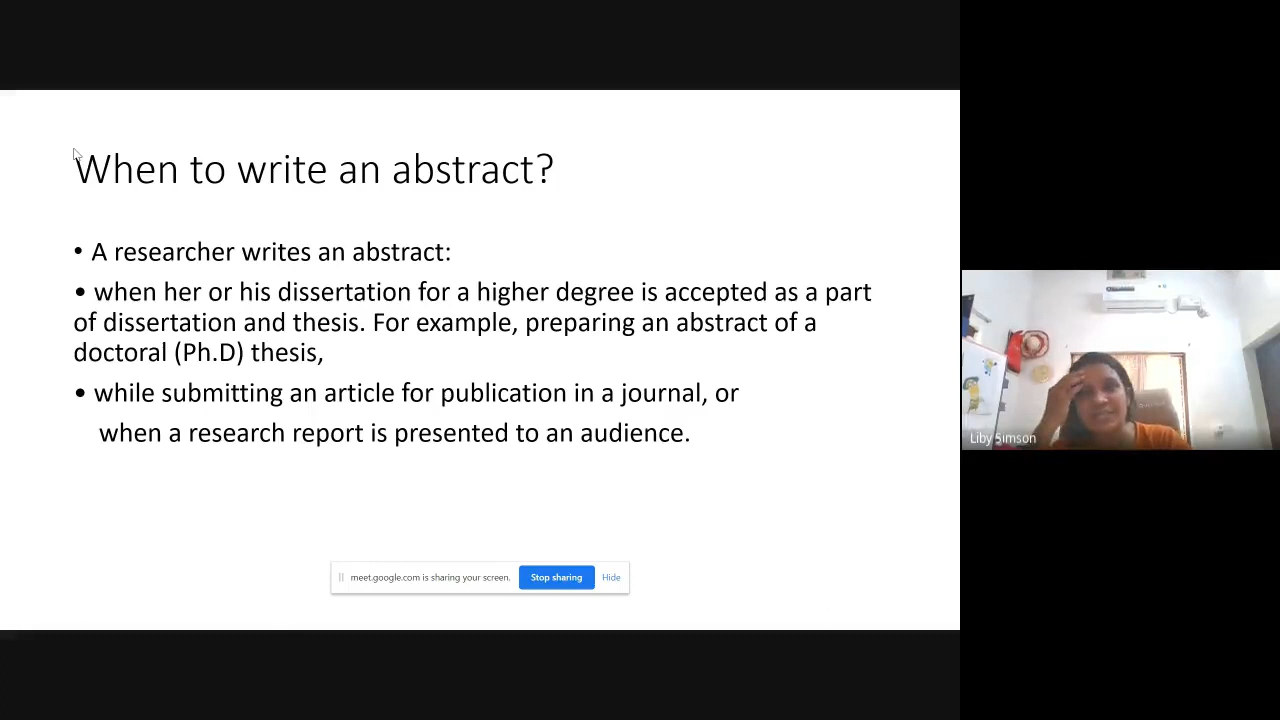 When to write an abstract?
• A researcher writes an abstract:
• when her or his dissertation for a higher degree is accepted as a part
of dissertation and thesis. For example, preparing an abstract of a
doctoral (Ph.D) thesis,
• while submitting an article for publication in a journal, or
when a research report is presented to an audience.
meet.google.com is sharing your screen. Stop sharing Hide
Liby Simson